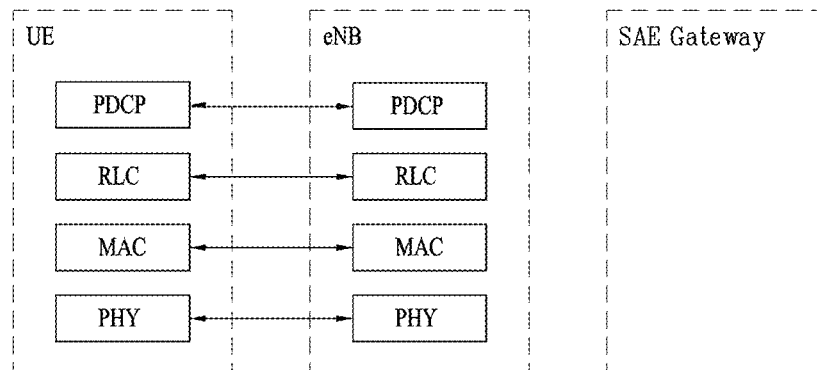 UE eNB SAE Gateway
PDCP PDCP
RLC RLC
MAC MAC
PHY PHY